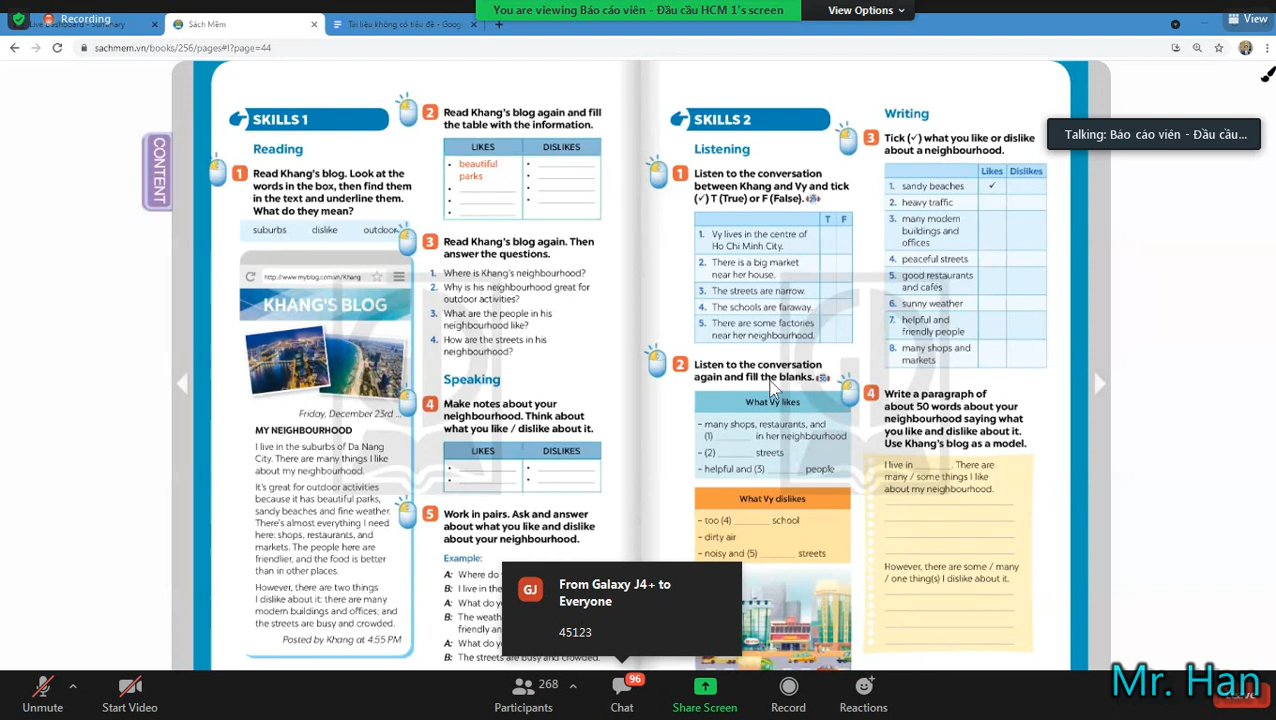 Recording
Live Dashboard - Summary
Sách Mềm
Tài liệu không có tiêu đề - Goog
You are viewing Báo cáo viên - Đầu cầu HCM 1's screen
View Options
View
sachmem.vn/books/256/pages#!?page=44
Talking: Báo cáo viên - Đầu cầu...
CONTENT
SKILLS 1
Reading
1 Read Khang's blog. Look at the
words in the box, then find them
in the text and underline them.
What do they mean?
suburbs dislike outdoor
http://www.myblog.com.vn/Khang
KHANG'S BLOG
Friday, December 23rd ...
MY NEIGHBOURHOOD
I live in the suburbs of Da Nang
City. There are many things I like
about my neighbourhood.
It's great for outdoor activities
because it has beautiful parks,
sandy beaches and fine weather.
There's almost everything I need
here: shops, restaurants, and
markets. The people here are
friendlier, and the food is better
than in other places.
However, there are two things
I dislike about it: there are many
modern buildings and offices; and
the streets are busy and crowded.
Posted by Khang at 4:55 PM
2 Read Khang's blog again and fill
the table with the information.
LIKES DISLIKES
• beautiful
parks
3 Read Khang's blog again. Then
answer the questions.
1. Where is Khang's neighbourhood?
2. Why is his neighbourhood great for
outdoor activities?
3. What are the people in his
neighbourhood like?
4. How are the streets in his
neighbourhood?
Speaking
4 Make notes about your
neighbourhood. Think about
what you like / dislike about it.
LIKES DISLIKES
5 Work in pairs. Ask and answer
about what you like and dislike
about your neighbourhood.
Example:
A: Where do
B: I live in the
A: What do yo
B: The weath
friendly an
A: What do yo
B: The streets are busy and crowded.
SKILLS 2
Listening
1 Listen to the conversation
between Khang and Vy and tick
(✓) T (True) or F (False).
T F
1. Vy lives in the centre of
Ho Chi Minh City.
2. There is a big market
near her house.
3. The streets are narrow.
4. The schools are faraway.
5. There are some factories
near her neighbourhood.
2 Listen to the conversation
again and fill the blanks.
What Vy likes
– many shops, restaurants, and
(1) ______ in her neighbourhood
– (2) ______ streets
– helpful and (3) ______ people
What Vy dislikes
– too (4) ______ school
– dirty air
– noisy and (5) ______ streets
Writing
3 Tick (✓) what you like or dislike
about a neighbourhood.
Likes Dislikes
1. sandy beaches ✓
2. heavy traffic
3. many modern
buildings and
offices
4. peaceful streets
5. good restaurants
and cafés
6. sunny weather
7. helpful and
friendly people
8. many shops and
markets
4 Write a paragraph of
about 50 words about your
neighbourhood saying what
you like and dislike about it.
Use Khang's blog as a model.
I live in ______. There are
many / some things I like
about my neighborhood.
However, there are some / many
/ one thing(s) I dislike about it.
GJ
From Galaxy J4+ to
Everyone
45123
Unmute
Start Video
268
Participants
96
Chat
Share Screen
Record
Reactions
Mr. Han